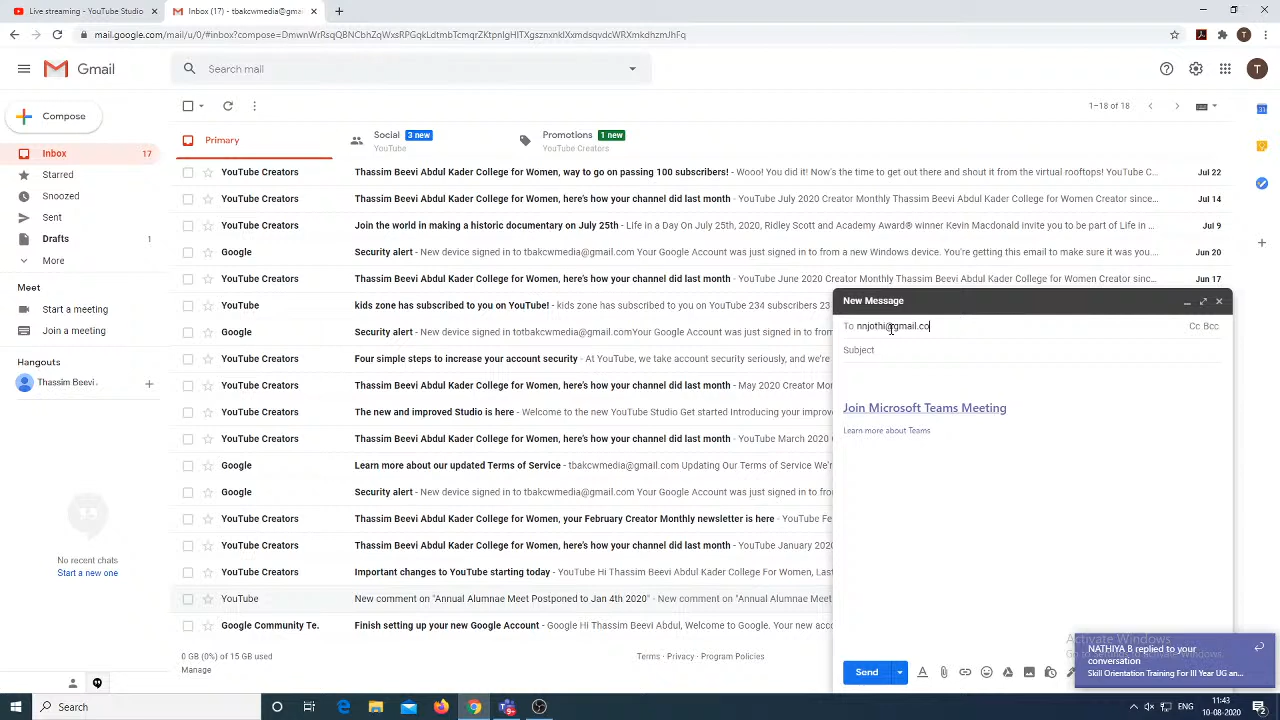 Live streaming - YouTube Studio
Inbox (17) - tbakcwmedia@gmai
mail.google.com/mail/u/0/#inbox?compose=
Gmail
Search mail
T
Compose
1–18 of 18
Primary
Social 3 new
YouTube
Promotions 1 new
YouTube Creators
Inbox 17
Starred
Snoozed
Sent
Drafts 1
More
Meet
Start a meeting
Join a meeting
Hangouts
Thassim Beevi .
No recent chats
Start a new one
YouTube Creators Thassim Beevi Abdul Kader College for Women, way to go on passing 100 subscribers! - Wooo! You did it! Now's the time to get out there and shout it from the virtual rooftops! YouTube C... Jul 22
YouTube Creators Thassim Beevi Abdul Kader College for Women, here's how your channel did last month - YouTube July 2020 Creator Monthly Thassim Beevi Abdul Kader College for Women Creator since... Jul 14
YouTube Creators Join the world in making a historic documentary on July 25th - Life in a Day On July 25th, 2020, Ridley Scott and Academy Award® winner Kevin Macdonald invite you to be part of Life in ... Jul 9
Google Security alert - New device signed in to tbakcwmedia@gmail.com Your Google Account was just signed in to from a new Windows device. You're getting this email to make sure it was you.... Jun 20
YouTube Creators Thassim Beevi Abdul Kader College for Women, here's how your channel did last month - YouTube June 2020 Creator Monthly Thassim Beevi Abdul Kader College for Women Creator since... Jun 17
YouTube kids zone has subscribed to you on YouTube! - kids zone has subscribed to you on YouTube 234 subscribers 23
Google Security alert - New device signed in totbakcwmedia@gmail.comYour Google Account was just signed in to from
YouTube Creators Four simple steps to increase your account security - At YouTube, we take account security seriously, and we're
YouTube Creators Thassim Beevi Abdul Kader College for Women, here's how your channel did last month - May 2020 Creator Mon
YouTube Creators The new and improved Studio is here - Welcome to the new YouTube Studio Get started Introducing your improv
YouTube Creators Thassim Beevi Abdul Kader College for Women, here's how your channel did last month - YouTube March 2020
Google Learn more about our updated Terms of Service - tbakcwmedia@gmail.com Updating Our Terms of Service We'r
Google Security alert - New device signed in to tbakcwmedia@gmail.com Your Google Account was just signed in to from
YouTube Creators Thassim Beevi Abdul Kader College for Women, your February Creator Monthly newsletter is here - YouTube Fe
YouTube Creators Thassim Beevi Abdul Kader College for Women, here's how your channel did last month - YouTube January 202
YouTube Creators Important changes to YouTube starting today - YouTube Hi Thassim Beevi Abdul Kader College For Women, Last
YouTube New comment on "Annual Alumnae Meet Postponed to Jan 4th 2020" - New comment on "Annual Alumnae Mee
Google Community Te. Finish setting up your new Google Account - Google Hi Thassim Beevi Abdul, Welcome to Google. Your new acco
0 GB (0%) of 15 GB used
Manage
Terms · Privacy · Program Policies
New Message
To nnjothi@gmail.co Cc Bcc
Subject
Join Microsoft Teams Meeting
Learn more about Teams
Send
Activate Windows
Go to Settings to activate Windows.
NATHIYA B replied to your
conversation
Skill Orientation Training For III Year UG an...
Search
ENG
11:43
10-08-2020
2